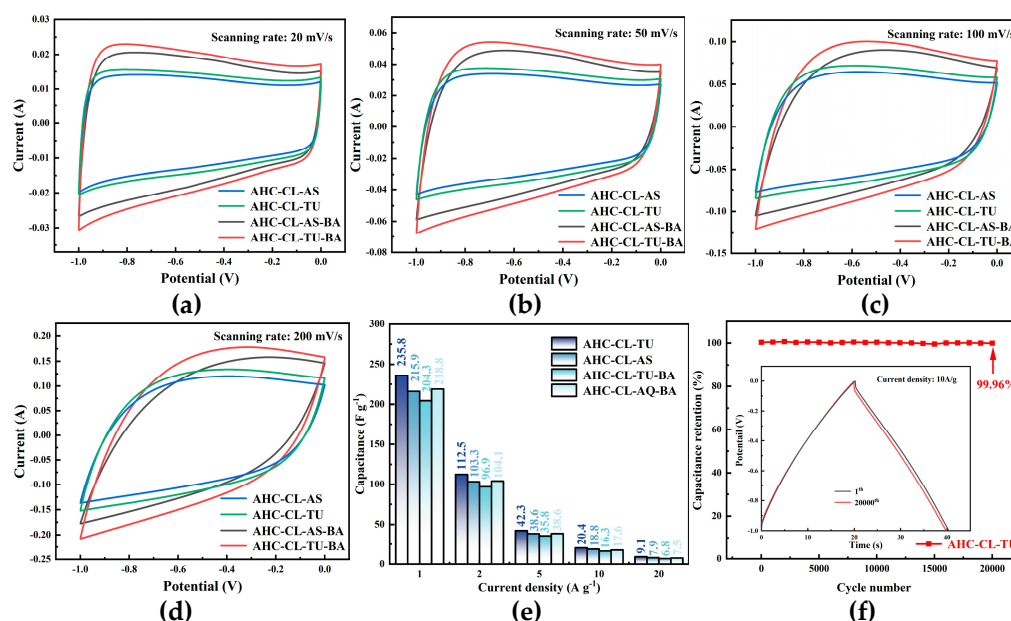 Scanning rate: 20 mV/s
0.03
0.02
0.01
0.00
-0.01
-0.02
-0.03
Current (A)
AHC-CL-AS
AHC-CL-TU
AHC-CL-AS-BA
AHC-CL-TU-BA
-1.0 -0.8 -0.6 -0.4 -0.2 0.0
Potential (V)
(a)
Scanning rate: 50 mV/s
0.08
0.06
0.04
0.02
0.00
-0.02
-0.04
-0.06
-0.08
Current (A)
AHC-CL-AS
AHC-CL-TU
AHC-CL-AS-BA
AHC-CL-TU-BA
-1.0 -0.8 -0.6 -0.4 -0.2 0.0
Potential (V)
(b)
Scanning rate: 100 mV/s
0.10
0.05
0.00
-0.05
-0.10
-0.15
Current (A)
AHC-CL-AS
AHC-CL-TU
AHC-CL-AS-BA
AHC-CL-TU-BA
-1.0 -0.8 -0.6 -0.4 -0.2 0.0
Potential (V)
(c)
Scanning rate: 200 mV/s
0.20
0.15
0.10
0.05
0.00
-0.05
-0.10
-0.15
-0.20
-0.25
Current (A)
AHC-CL-AS
AHC-CL-TU
AHC-CL-AS-BA
AHC-CL-TU-BA
-1.0 -0.8 -0.6 -0.4 -0.2 0.0
Potential (V)
(d)
300
250
200
150
100
50
0
Capacitance (F g-1)
AHC-CL-TU
AHC-CL-AS
AHC-CL-TU-BA
AHC-CL-AQ-BA
235.8 215.9 204.3 218.8
112.5 103.3 96.9 104.1
42.3 38.6 35.8 38.6
20.4 18.8 16.3 17.6
9.1 7.9 6.8 7.5
1 2 5 10 20
Current density (A g-1)
(e)
100
80
60
40
20
0
Capacitance retention (%)
99.96%
Current density: 10A/g
0.0
-0.2
-0.4
-0.6
-0.8
-1.0
Potentail (V)
1th
20000th
0 10 20 30 40
Time (s)
AHC-CL-TU
0 5000 10000 15000 20000
Cycle number
(f)